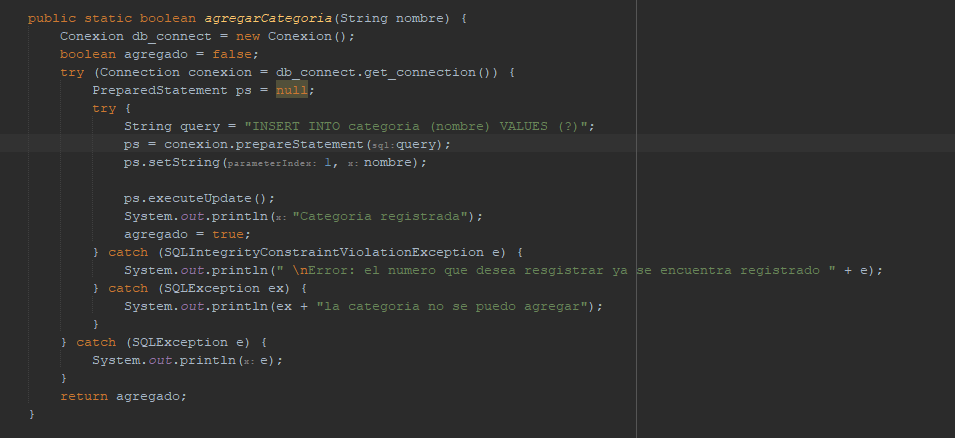 public static boolean agregarCategoria(String nombre) {
Conexion db_connect = new Conexion();
boolean agregado = false;
try (Connection conexion = db_connect.get_connection()) {
PreparedStatement ps = null;
try {
String query = "INSERT INTO categoria (nombre) VALUES (?)";
ps = conexion.prepareStatement(sql: query);
ps.setString(parameterIndex: 1, x: nombre);
ps.executeUpdate();
System.out.println(x: "Categoria registrada");
agregado = true;
} catch (SQLIntegrityConstraintViolationException e) {
System.out.println(" \nError: el numero que desea resgistrar ya se encuentra registrado " + e);
} catch (SQLException ex) {
System.out.println(ex + "la categoria no se puedo agregar");
}
} catch (SQLException e) {
System.out.println(x: e);
}
return agregado;
}